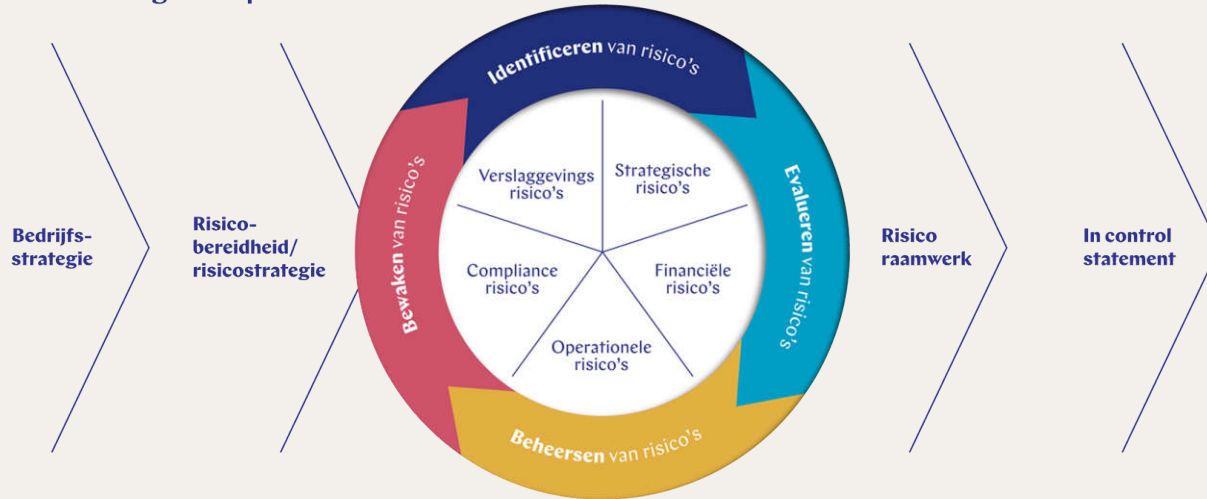 Bedrijfs-
strategie
Risico-
bereidheid/
risicostrategie
Identificeren van risico's
Evalueren van risico's
Beheersen van risico's
Bewaken van risico's
Verslaggevings
risico's
Strategische
risico's
Compliance
risico's
Financiële
risico's
Operationele
risico's
Risico
raamwerk
In control
statement